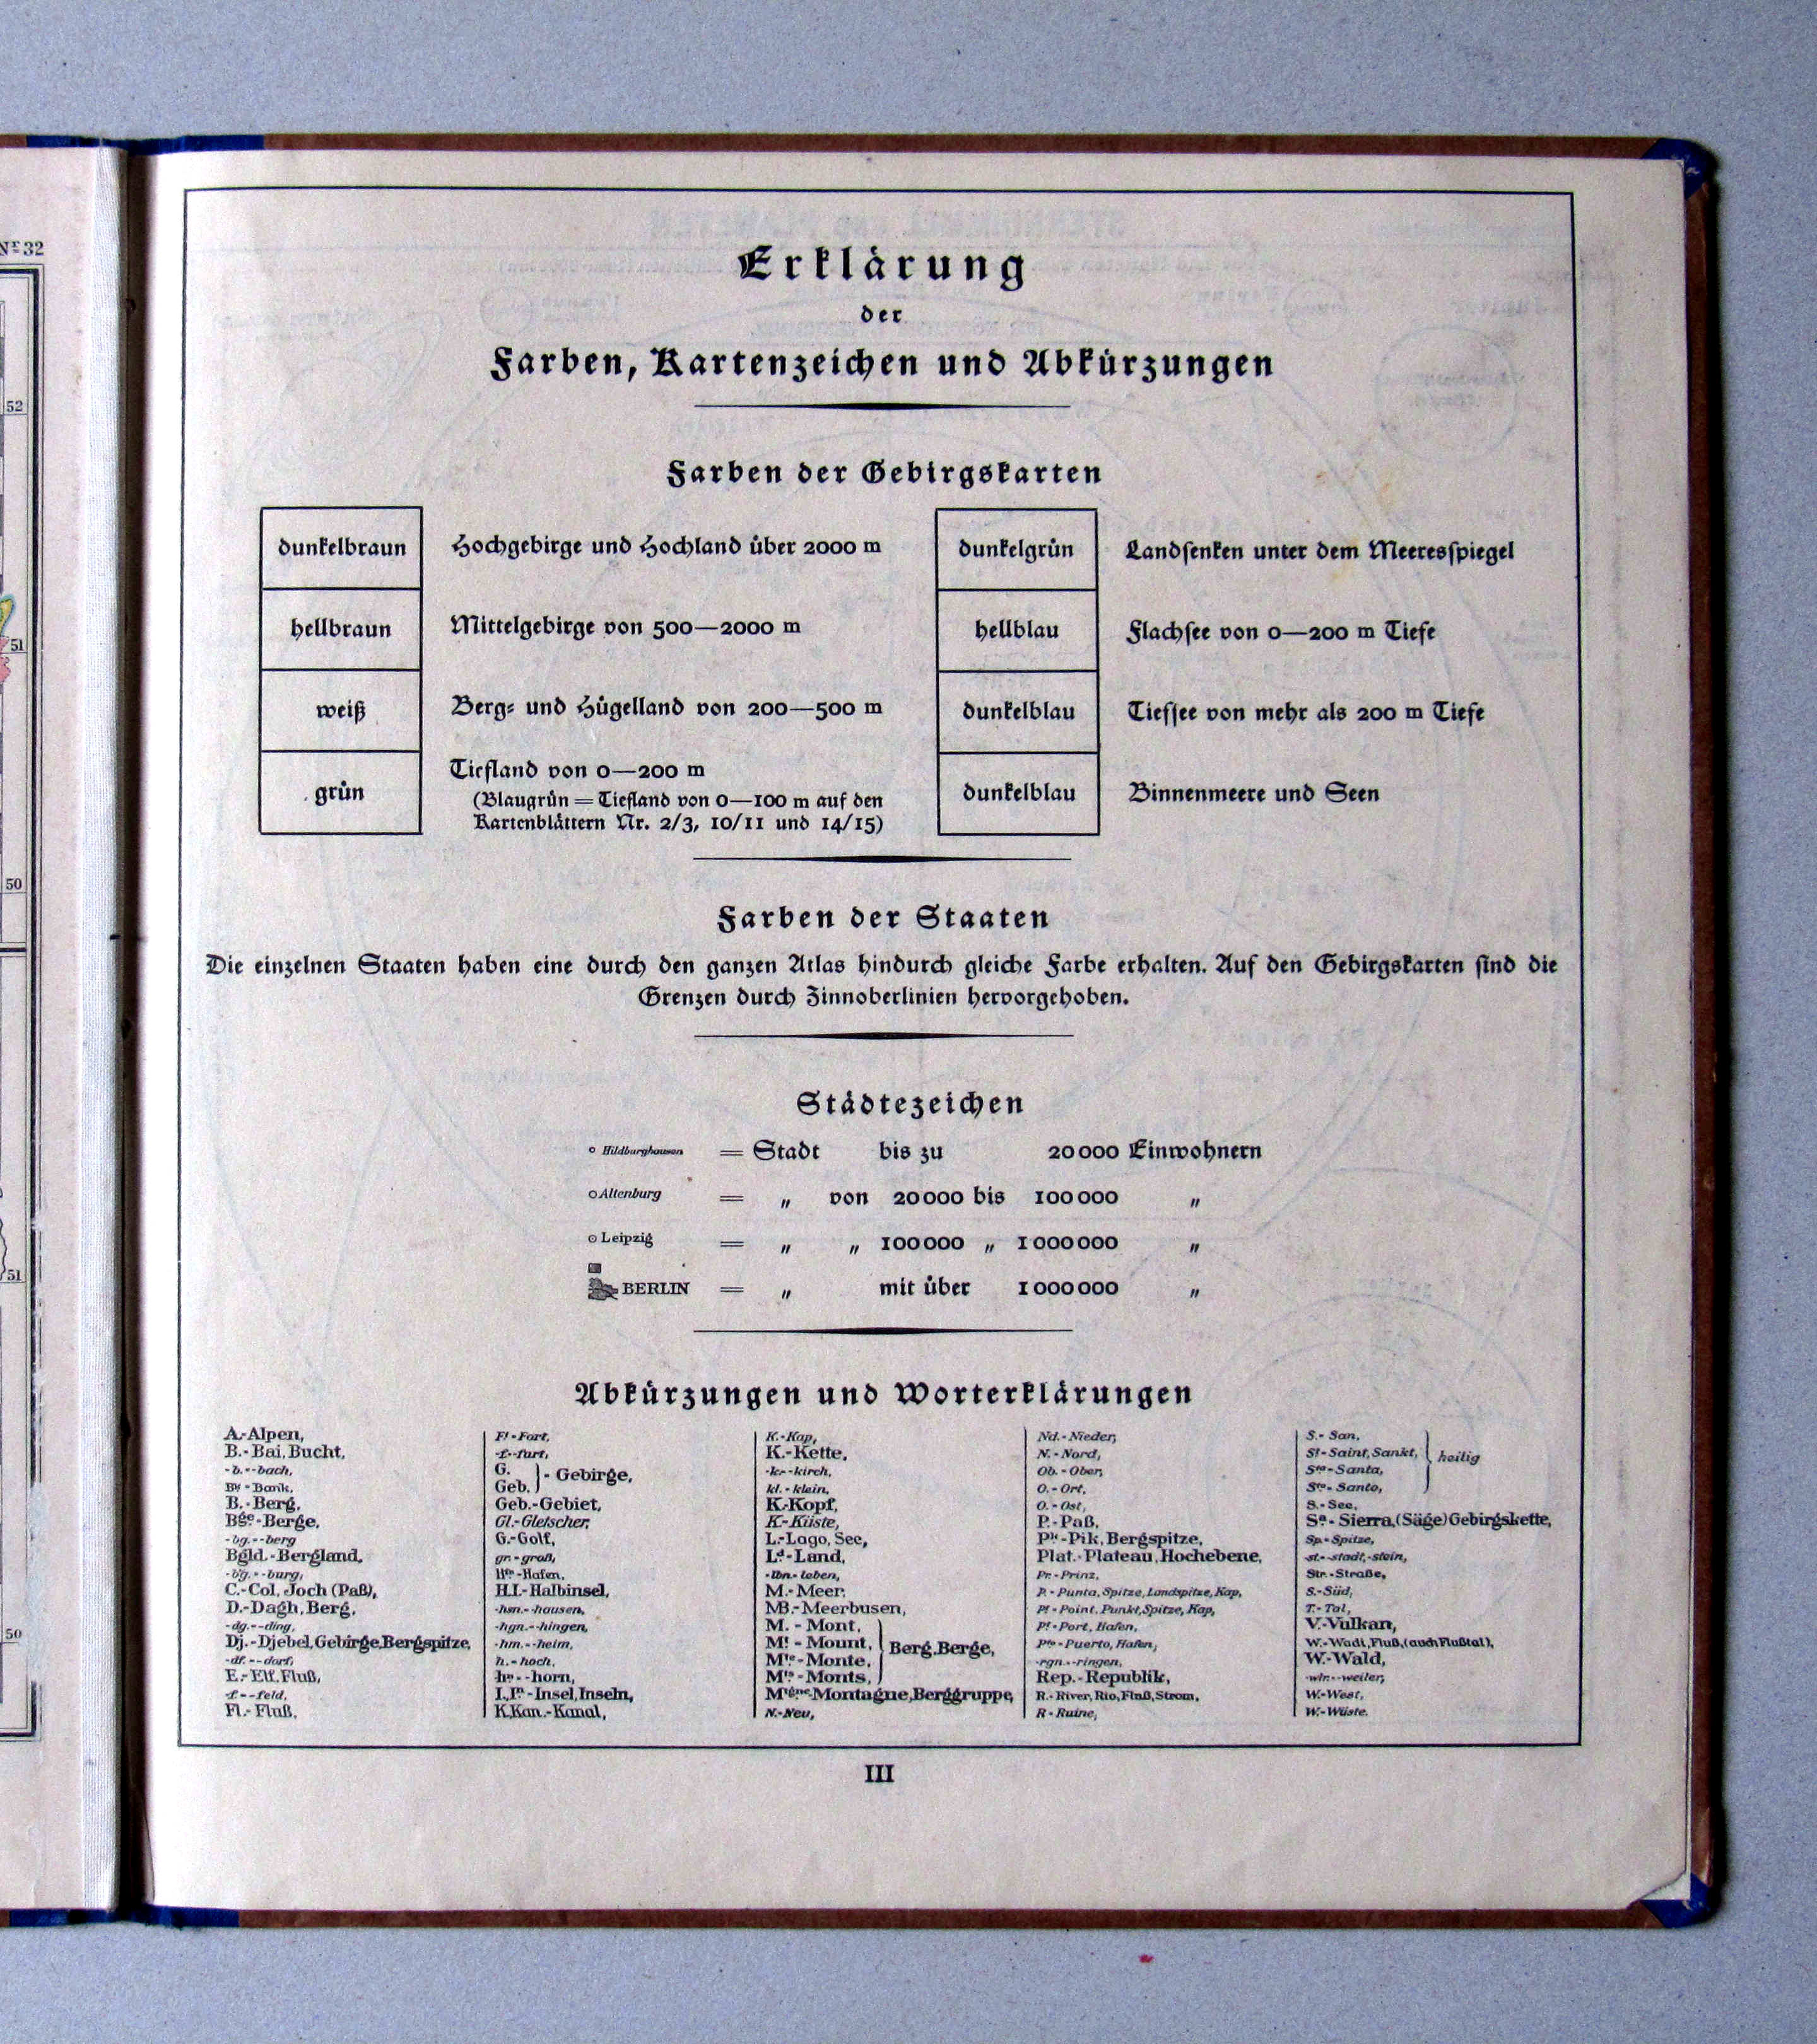 Nr. 32
52
51
50
51
50
Erklärung
der
Farben, Kartenzeichen und Abkürzungen
Farben der Gebirgskarten
dunkelbraun Hochgebirge und Hochland über 2000 m
hellbraun Mittelgebirge von 500—2000 m
weiß Berg- und Hügelland von 200—500 m
grün Tiefland von 0—200 m
(Blaugrün = Tiefland von 0—100 m auf den
Kartenblättern Nr. 2/3, 10/11 und 14/15)
dunkelgrün Landsenken unter dem Meeresspiegel
hellblau Flachsee von 0—200 m Tiefe
dunkelblau Tiefsee von mehr als 200 m Tiefe
dunkelblau Binnenmeere und Seen
Farben der Staaten
Die einzelnen Staaten haben eine durch den ganzen Atlas hindurch gleiche Farbe erhalten. Auf den Gebirgskarten sind die
Grenzen durch Zinnoberlinien hervorgehoben.
Städtezeichen
Hildburghausen = Stadt bis zu 20000 Einwohnern
Altenburg = „ von 20000 bis 100000 „
Leipzig = „ „ 100000 „ 1000000 „
BERLIN = „ mit über 1000000 „
Abkürzungen und Worterklärungen
A.-Alpen,
B.-Bai, Bucht,
-b.--bach,
Bk-Bank,
B.-Berg,
Bge-Berge,
-bg.--berg
Bgld.-Bergland,
-bg.--burg,
C.-Col, Joch (Paß),
D.-Dagh, Berg,
-dg.--ding,
Dj.-Djebel, Gebirge, Bergspitze,
-df.--dorf,
E.-Elf, Fluß,
-f.--feld,
Fl.-Fluß,
Ft-Fort,
-f.-furt,
G.
Geb. } - Gebirge,
Geb.-Gebiet,
Gl.-Gletscher,
G.-Golf,
gr.-groß,
Hfn-Hafen,
H.I.-Halbinsel,
-hsn.--hausen,
-hgn.--hingen,
-hm.--heim,
h.-hoch,
-horn,
I., In-Insel, Inseln,
K, Kan.-Kanal,
K.-Kap,
K.-Kette,
-k.--kirch,
kl.-klein,
K.-Kopf,
K.-Küste,
L.-Lago, See,
Ld-Land,
-lbn.-leben,
M.-Meer,
MB.-Meerbusen,
M. - Mont,
Mt - Mount,
Mte-Monte,
Mts-Monts, } Berg, Berge,
Mtgne-Montagne, Berggruppe,
N.-Neu,
Nd.-Nieder,
N.-Nord,
Ob.-Ober,
O.-Ort,
O.-Ost,
P.-Paß,
Pk-Pik, Bergspitze,
Plat.-Plateau, Hochebene,
Pr.-Prinz,
P.-Punta, Spitze, Landspitze, Kap,
Pt-Point, Punkt, Spitze, Kap,
Pt-Port, Hafen,
Pto-Puerto, Hafen,
-rgn.--ringen,
Rep.-Republik,
R.-River, Rio, Fluß, Strom,
R.-Ruine,
S.-San,
St-Saint, Sankt,
Sta-Santa,
Sto-Santo, } heilig
S.-See,
Sa-Sierra, (Säge) Gebirgskette,
Sp.-Spitze,
-st.--stadt,-stein,
Str.-Straße,
S.-Süd,
T.-Tal,
V.-Vulkan,
W.-Wadi, Fluß, (auch Flußtal),
W.-Wald,
-wlr.--weiler,
W.-West,
W.-Wüste.
III